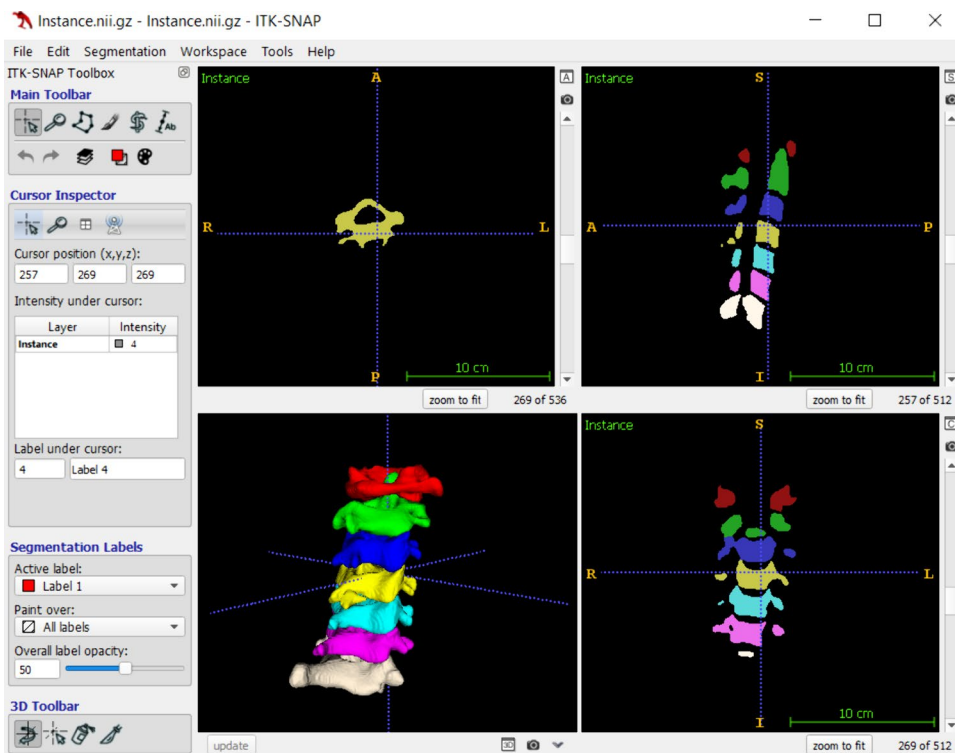 Instance.nii.gz - Instance.nii.gz - ITK-SNAP
File Edit Segmentation Workspace Tools Help
ITK-SNAP Toolbox
Main Toolbar
Ab
Cursor Inspector
Cursor position (x,y,z):
257 269 269
Intensity under cursor:
Layer Intensity
Instance 4
Label under cursor:
4 Label 4
Segmentation Labels
Active label:
Label 1
Paint over:
All labels
Overall label opacity:
50
3D Toolbar
Instance
A
R
L
P
10 cm
A
zoom to fit 269 of 536
Instance
S
A
P
I
10 cm
S
zoom to fit 257 of 512
update
3D
Instance
S
R
L
I
10 cm
C
zoom to fit 269 of 512